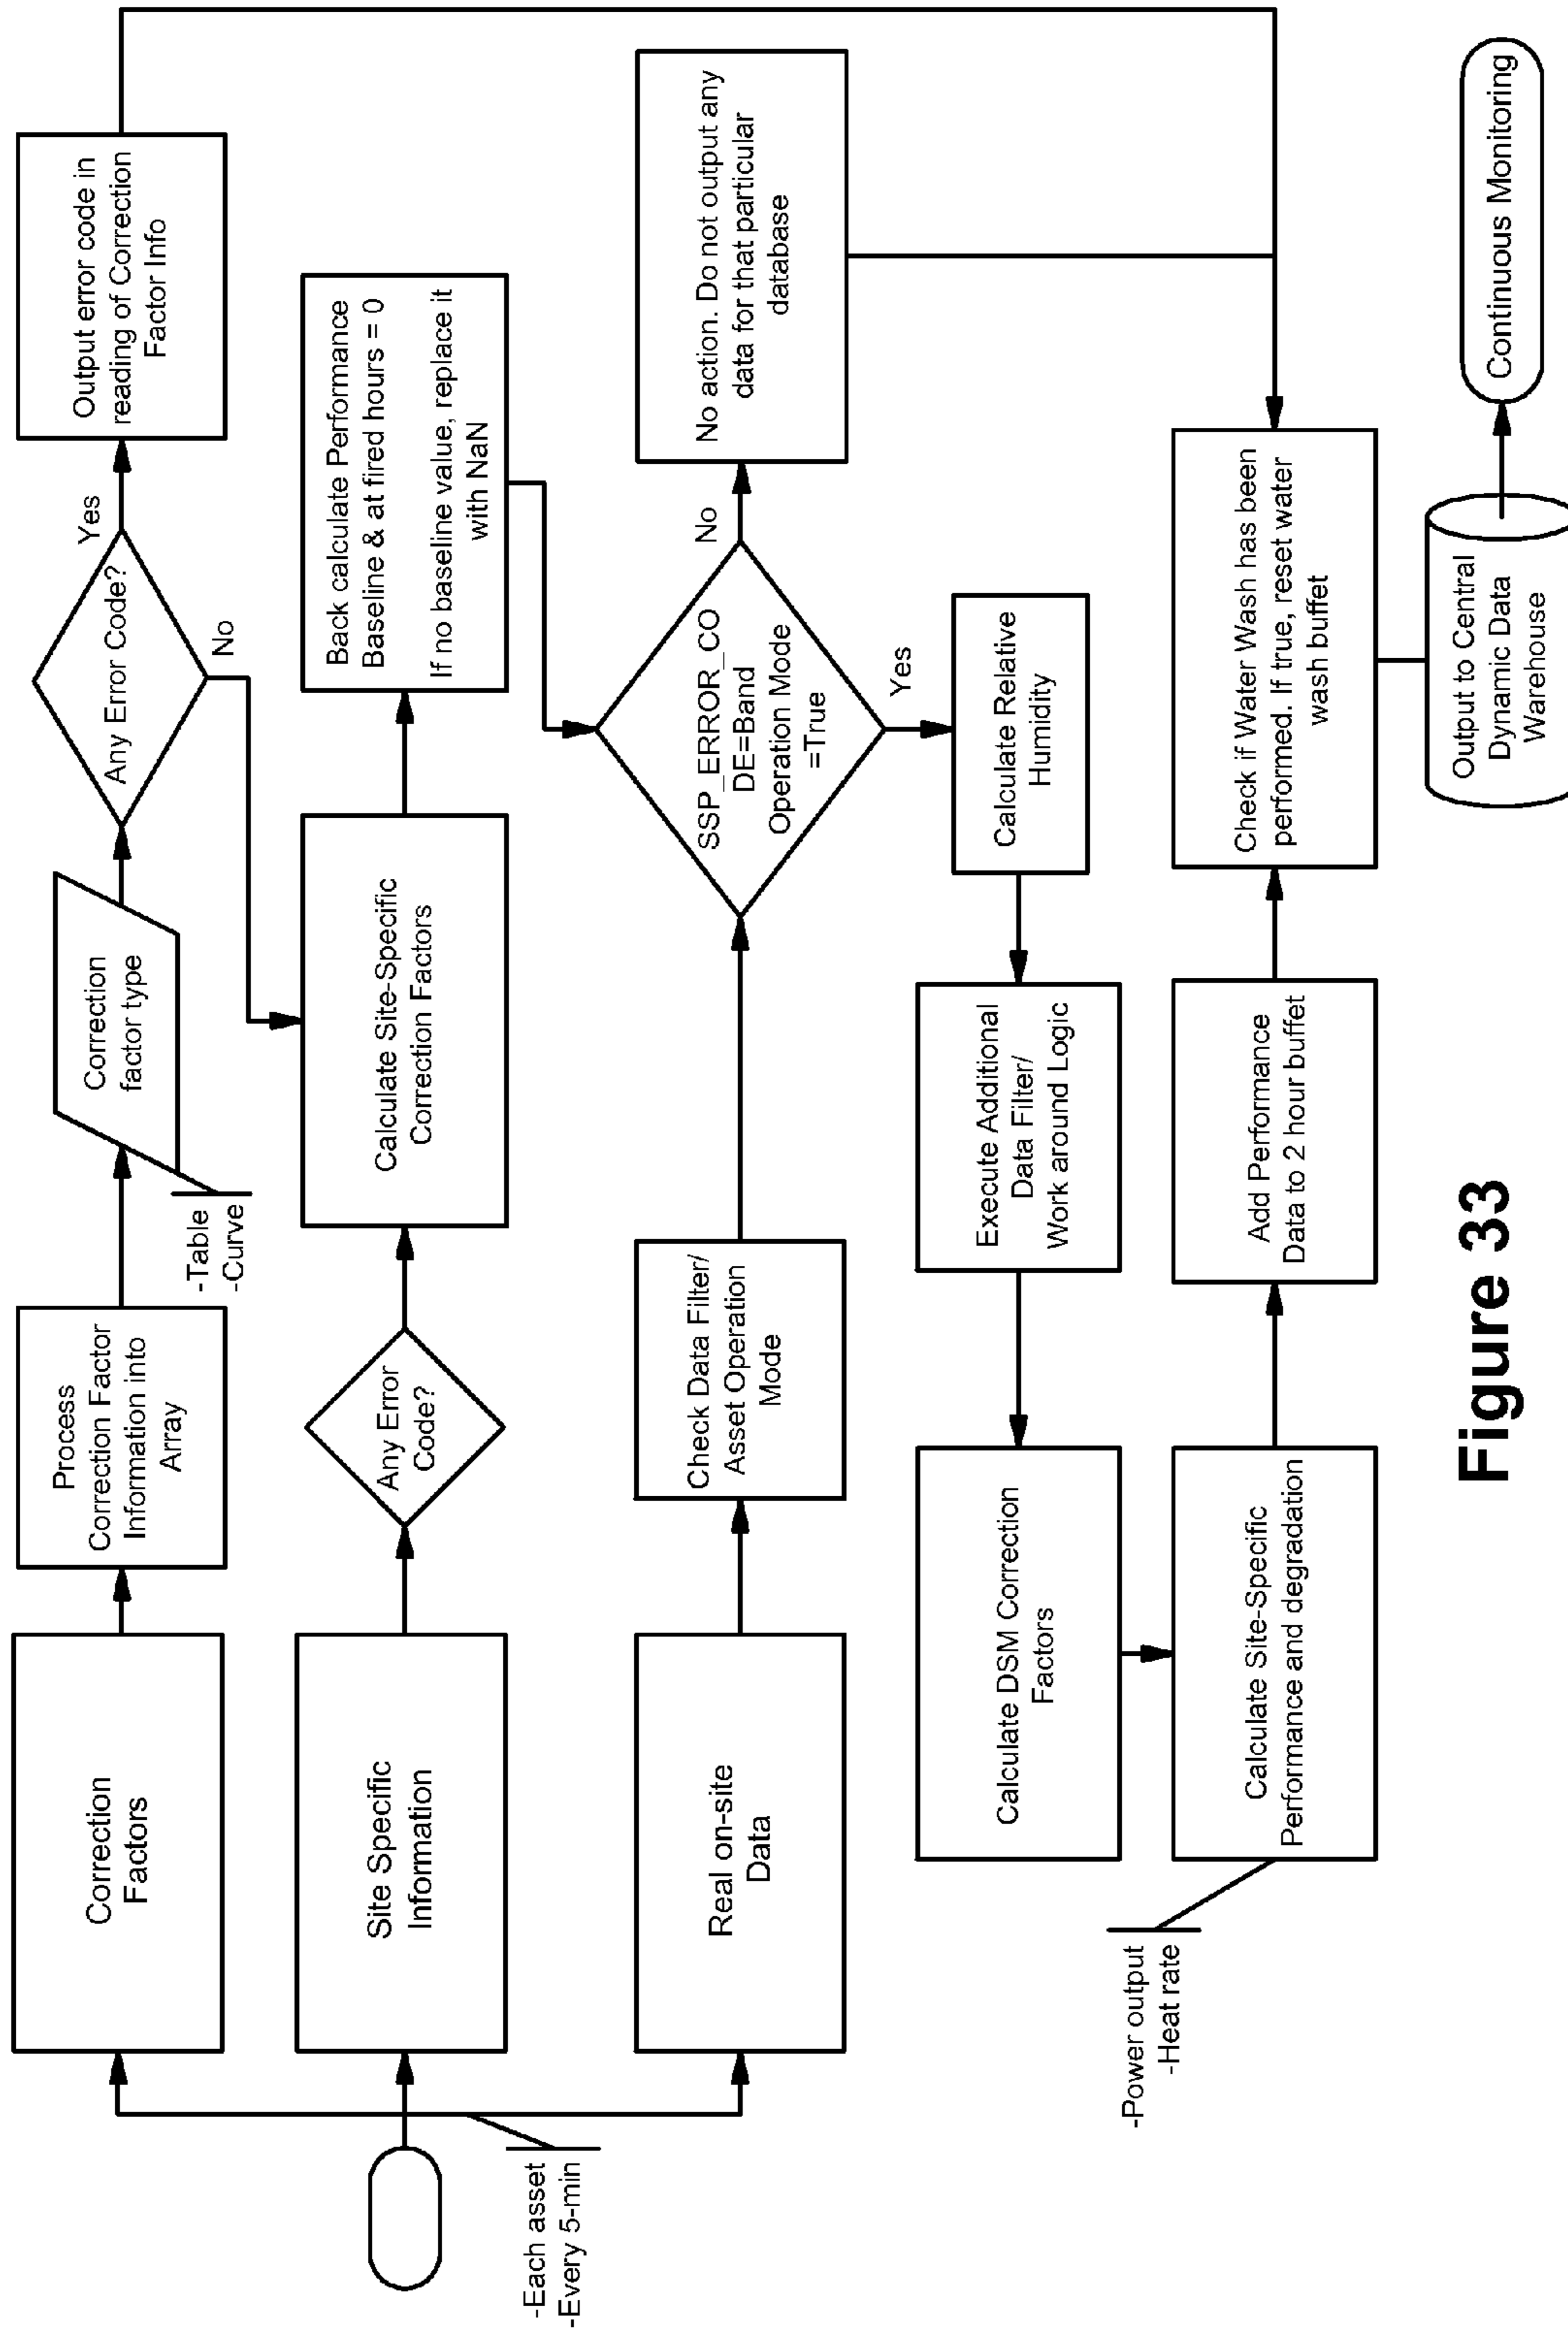 -Each asset
-Every 5-min
Correction
Factors
Process
Correction Factor
Information into
Array
Correction
factor type
-Table
-Curve
Any Error Code?
Yes
No
Output error code in
reading of Correction
Factor Info
Site Specific
Information
Any Error
Code?
Calculate Site-Specific
Correction Factors
Back calculate Performance
Baseline & at fired hours = 0
If no baseline value, replace it
with NaN
Real on-site
Data
Check Data Filter/
Asset Operation
Mode
SSP_ERROR_CO
DE=Band
Operation Mode
=True
No
Yes
No action. Do not output any
data for that particular
database
Calculate Relative
Humidity
Execute Additional
Data Filter/
Work around Logic
Calculate DSM Correction
Factors
-Power output
-Heat rate
Calculate Site-Specific
Performance and degradation
Add Performance
Data to 2 hour buffet
Check if Water Wash has been
performed. If true, reset water
wash buffet
Output to Central
Dynamic Data
Warehouse
Continuous Monitoring
Figure 33